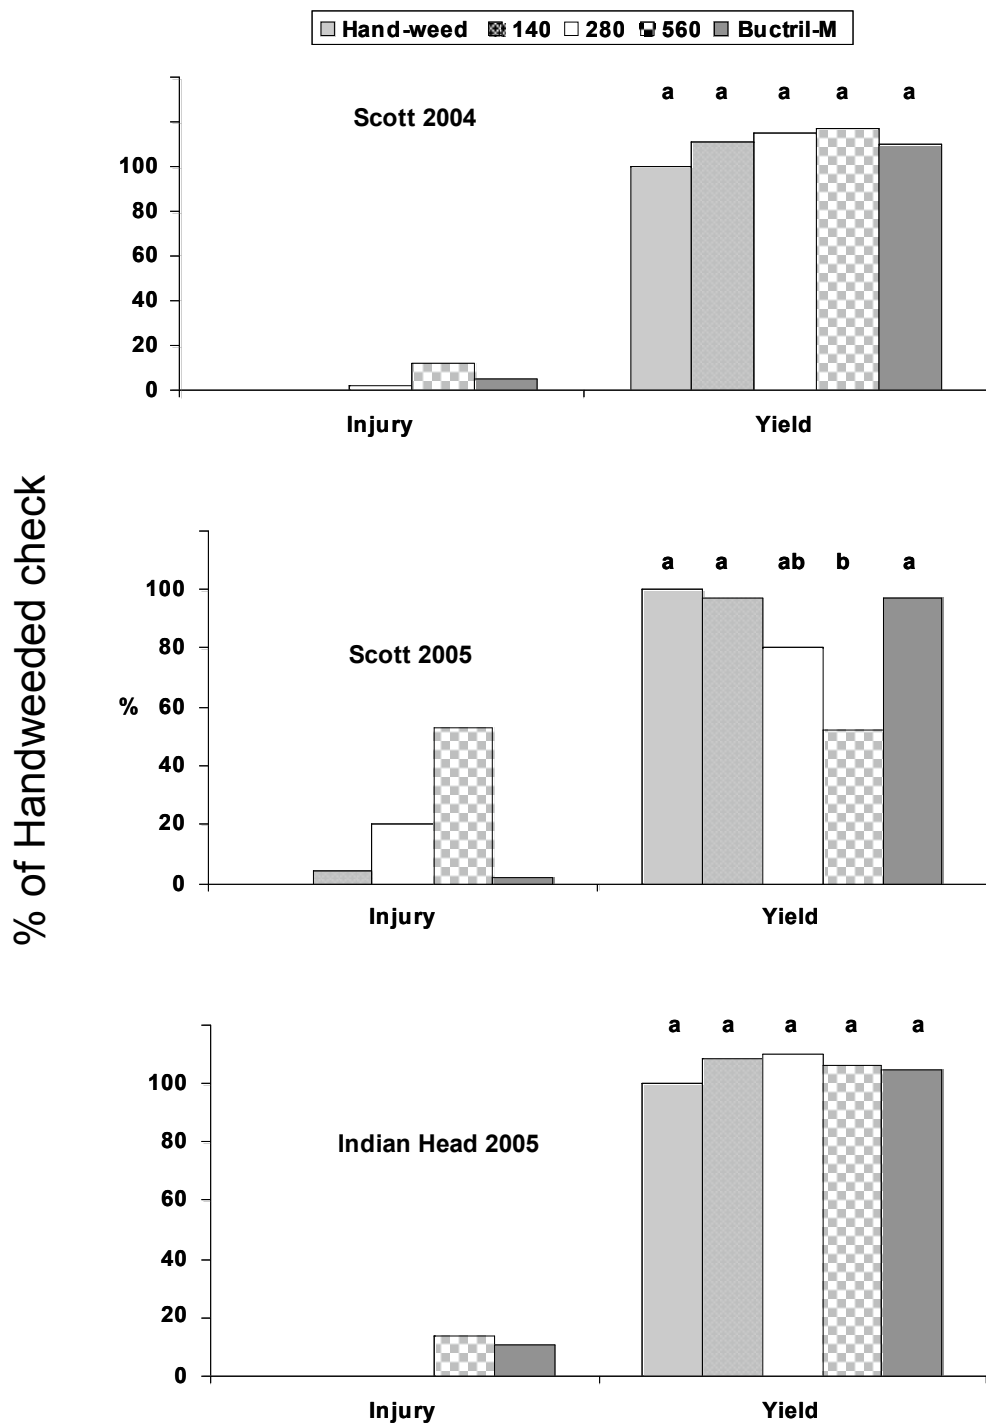 Hand-weed 140 280 560 Buctril-M
% of Handweeded check
a a a a a
Scott 2004
100
80
60
40
20
0
Injury Yield
a a ab b a
Scott 2005
100
80
% 60
40
20
0
Injury Yield
a a a a a
Indian Head 2005
100
80
60
40
20
0
Injury Yield